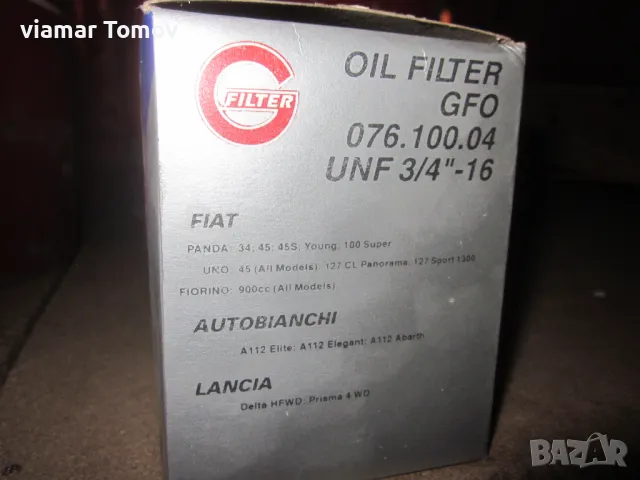 viamar Tomov
FILTER
OIL FILTER
GFO
076.100.04
UNF 3/4"-16
FIAT
PANDA: 34; 45; 45S; Young; 100 Super
UNO: 45 (All Models); 127 CL Panorama; 127 Sport 1300
FIORINO: 900cc (All Models)
AUTOBIANCHI
A112 Elite; A112 Elegant; A112 Abarth
LANCIA
Delta HFWD; Prisma 4 WD
BAZAR
bg